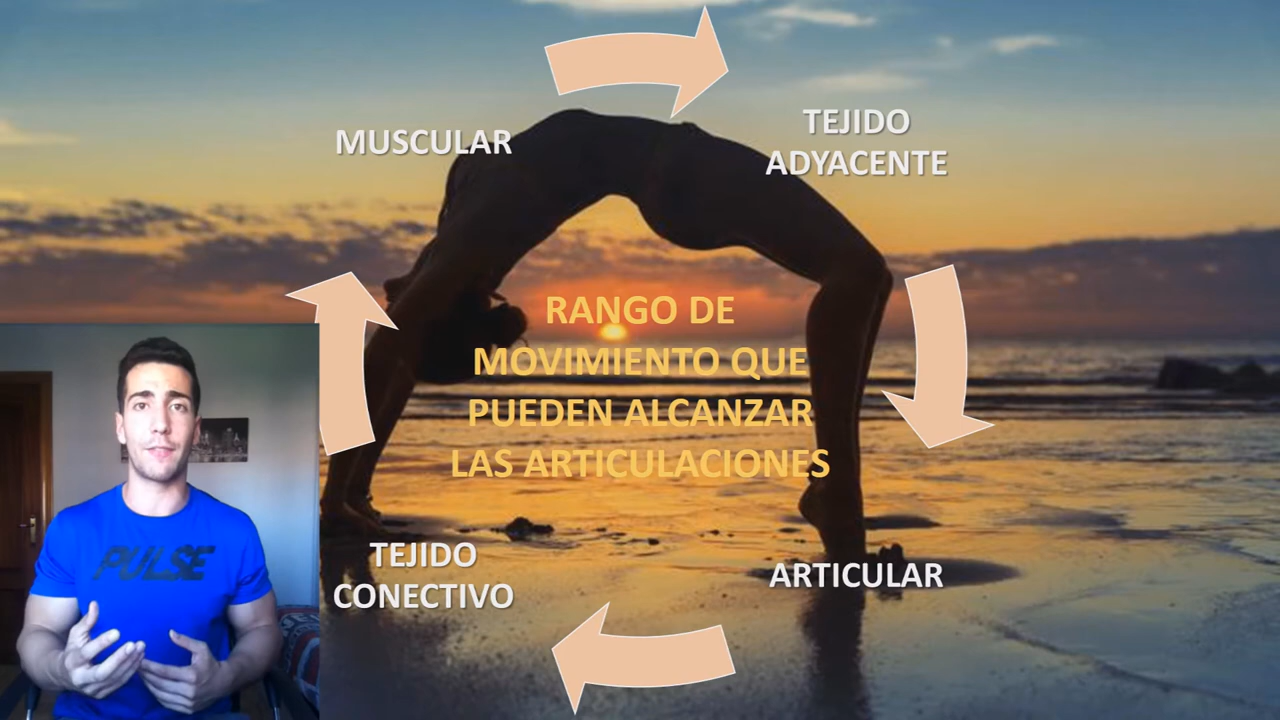 MUSCULAR
TEJIDO
ADYACENTE
RANGO DE
MOVIMIENTO QUE
PUEDEN ALCANZAR
LAS ARTICULACIONES
TEJIDO
CONECTIVO
ARTICULAR
PULSE